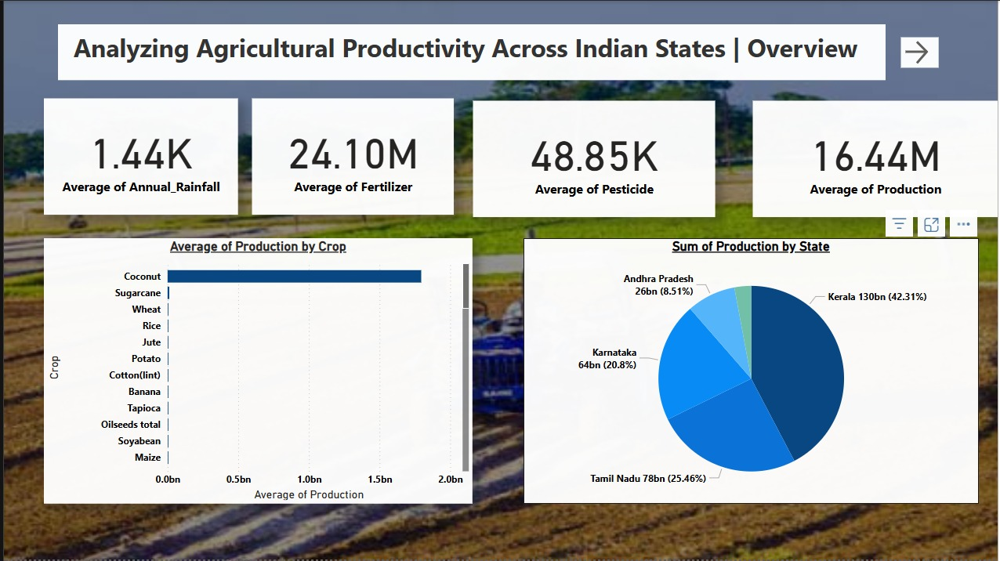 Analyzing Agricultural Productivity Across Indian States | Overview
1.44K
Average of Annual_Rainfall
24.10M
Average of Fertilizer
48.85K
Average of Pesticide
16.44M
Average of Production
Average of Production by Crop
Crop
Coconut
Sugarcane
Wheat
Rice
Jute
Potato
Cotton(lint)
Banana
Tapioca
Oilseeds total
Soyabean
Maize
0.0bn
0.5bn
1.0bn
1.5bn
2.0bn
Average of Production
Sum of Production by State
Andhra Pradesh
26bn (8.51%)
Kerala 130bn (42.31%)
Karnataka
64bn (20.8%)
Tamil Nadu 78bn (25.46%)